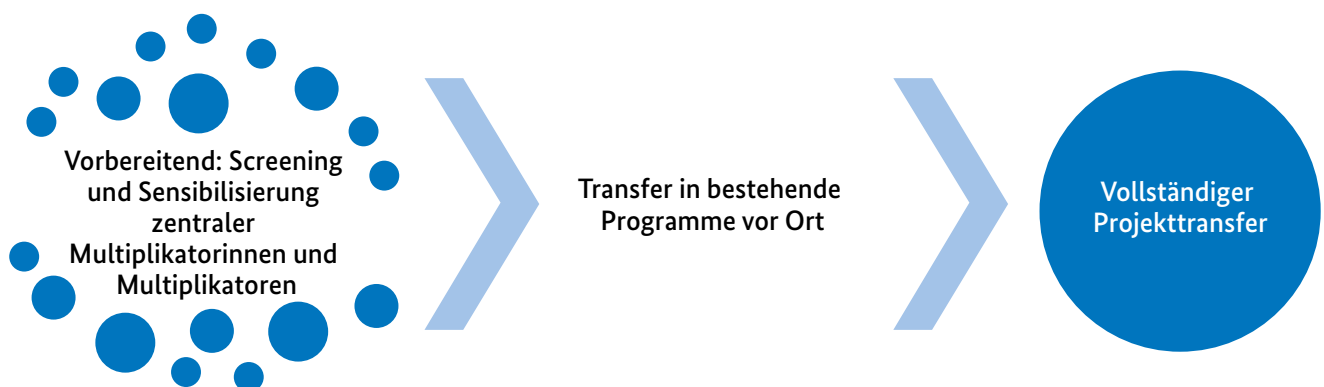 Vorbereitend: Screening
und Sensibilisierung
zentraler
Multiplikatorinnen und
Multiplikatoren
Transfer in bestehende
Programme vor Ort
Vollständiger
Projekttransfer